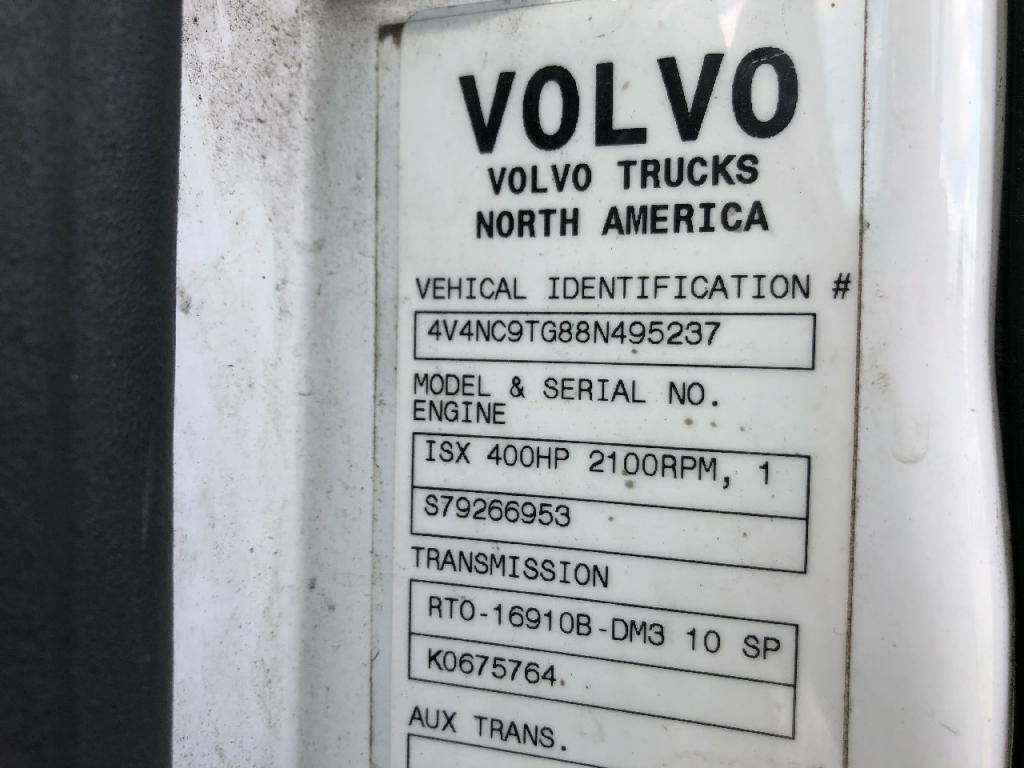 VOLVO
VOLVO TRUCKS
NORTH AMERICA
VEHICAL IDENTIFICATION #
4V4NC9TG88N495237
MODEL & SERIAL NO.
ENGINE
ISX 400HP 2100RPM, 1
S79266953
TRANSMISSION
RTO-16910B-DM3 10 SP
K0675764.
AUX TRANS.